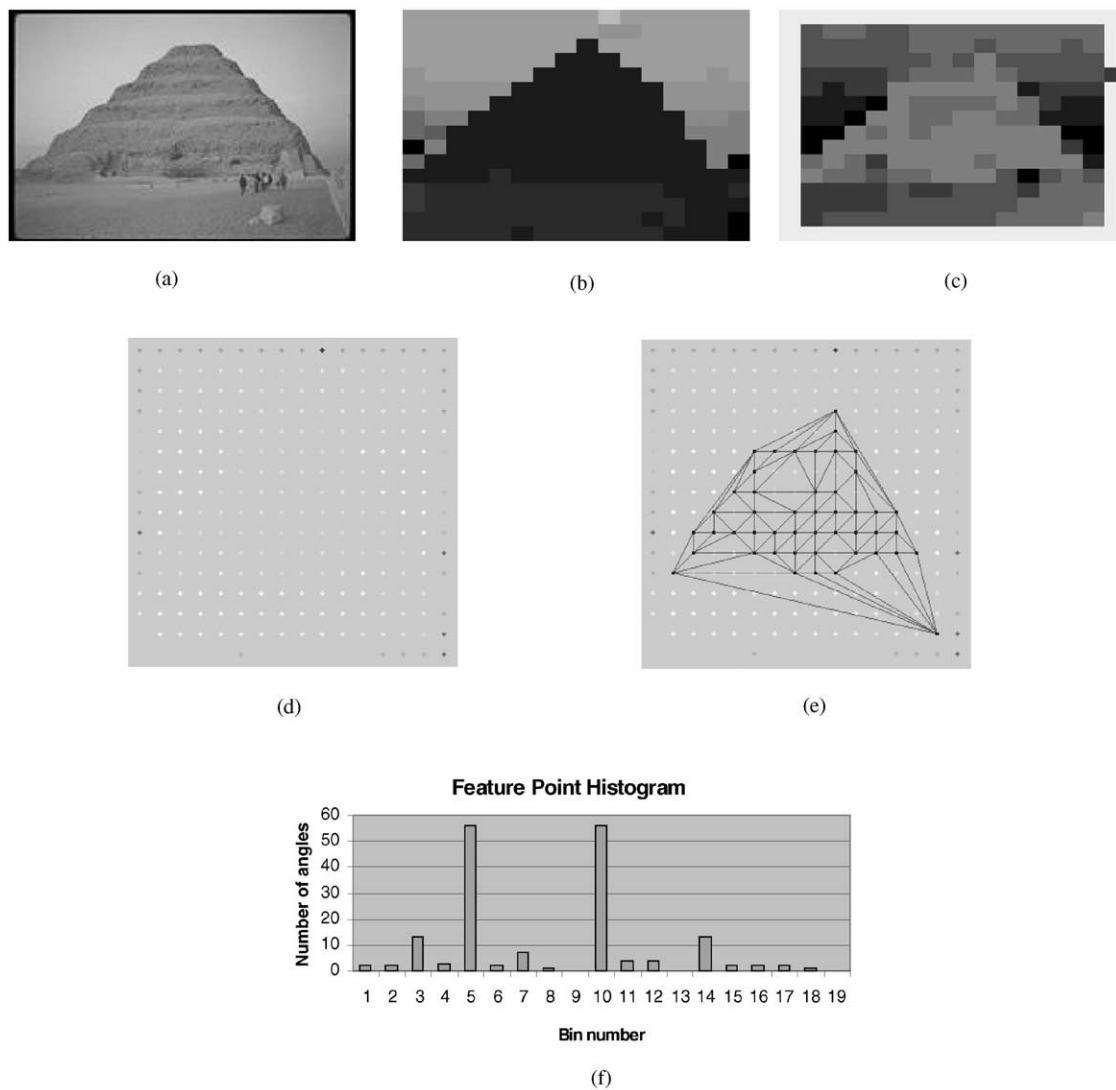 (a)
(b)
(c)
(d)
(e)
Feature Point Histogram
Number of angles
60
50
40
30
20
10
0
1 2 3 4 5 6 7 8 9 10 11 12 13 14 15 16 17 18 19
Bin number
(f)